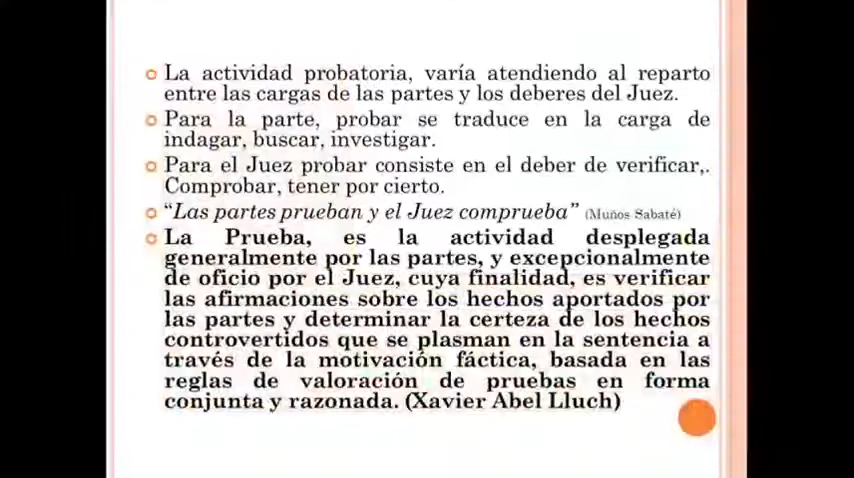 La actividad probatoria, varía atendiendo al reparto
entre las cargas de las partes y los deberes del Juez.
Para la parte, probar se traduce en la carga de
indagar, buscar, investigar.
Para el Juez probar consiste en el deber de verificar,.
Comprobar, tener por cierto.
“Las partes prueban y el Juez comprueba” (Muños Sabaté)
La Prueba, es la actividad desplegada
generalmente por las partes, y excepcionalmente
de oficio por el Juez, cuya finalidad, es verificar
las afirmaciones sobre los hechos aportados por
las partes y determinar la certeza de los hechos
controvertidos que se plasman en la sentencia a
través de la motivación fáctica, basada en las
reglas de valoración de pruebas en forma
conjunta y razonada. (Xavier Abel Lluch)